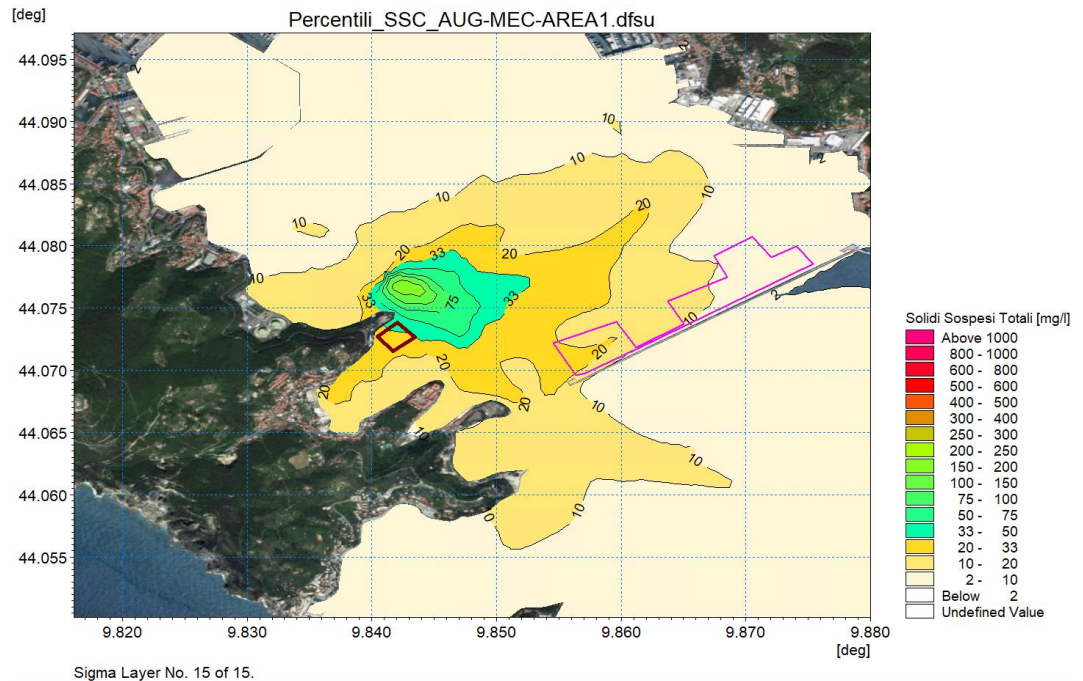 [deg]
Percentili_SSC_AUG-MEC-AREA1.dfsu
44.095
44.090
44.085
44.080
44.075
44.070
44.065
44.060
44.055
2
2
10
10
2
10
10
20
10
20
33
20
10
33
75
33
2
10
20
20
20
20
10
10
10
0
10
9.820
9.830
9.840
9.850
9.860
9.870
9.880
[deg]
Solidi Sospesi Totali [mg/l]
Above 1000
800 - 1000
600 - 800
500 - 600
400 - 500
300 - 400
250 - 300
200 - 250
150 - 200
100 - 150
75 - 100
50 - 75
33 - 50
20 - 33
10 - 20
2 - 10
Below 2
Undefined Value
Sigma Layer No. 15 of 15.